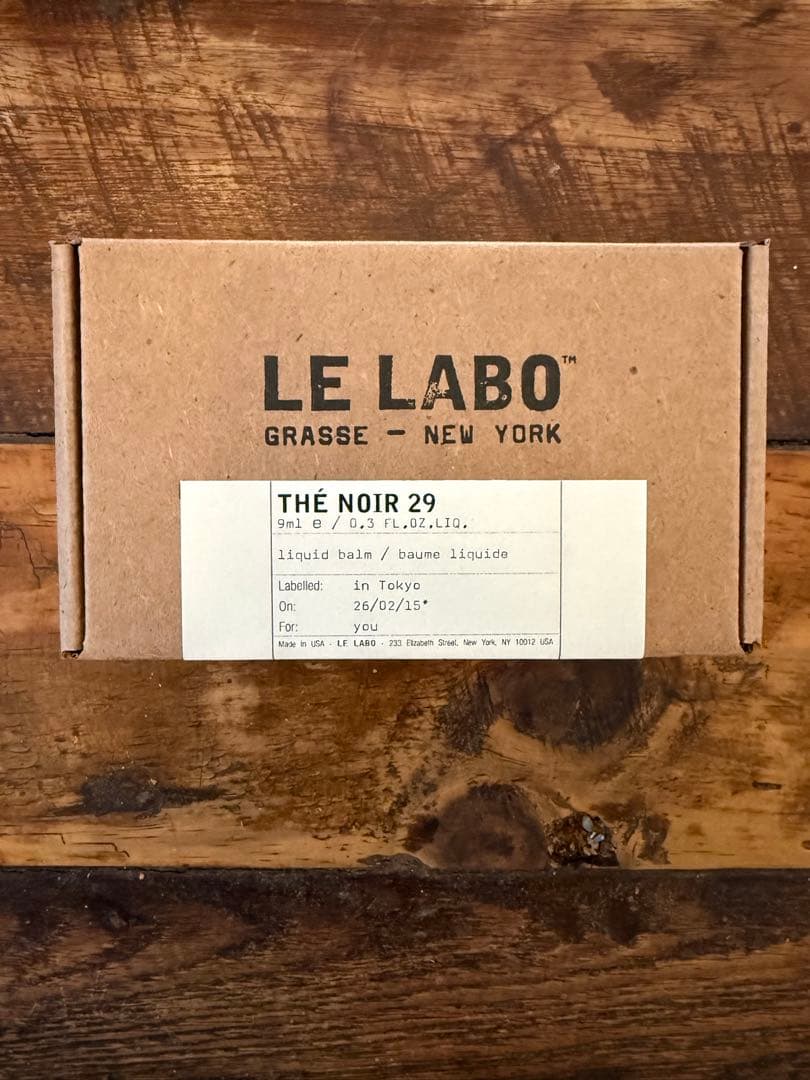 LE LABO™
GRASSE — NEW YORK
THÉ NOIR 29
9ml e / 0.3 FL.OZ.LIQ.
liquid balm / baume liquide
Labelled: in Tokyo
On: 26/02/15*
For: you
Made in USA - LE LABO - 233 Elizabeth Street, New York, NY 10012 USA